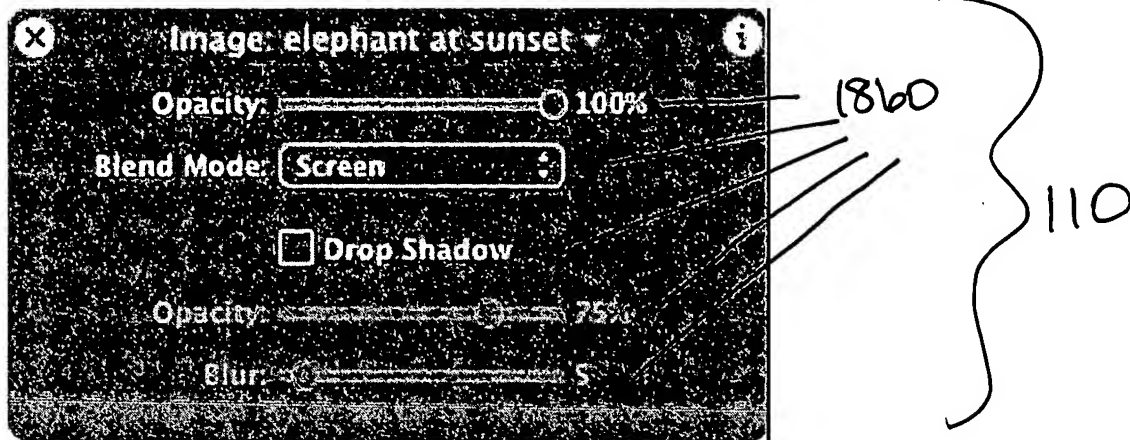 Image: elephant at sunset
Opacity: 100%
Blend Mode: Screen
Drop Shadow
Opacity: 75%
Blur: 5
1860
110